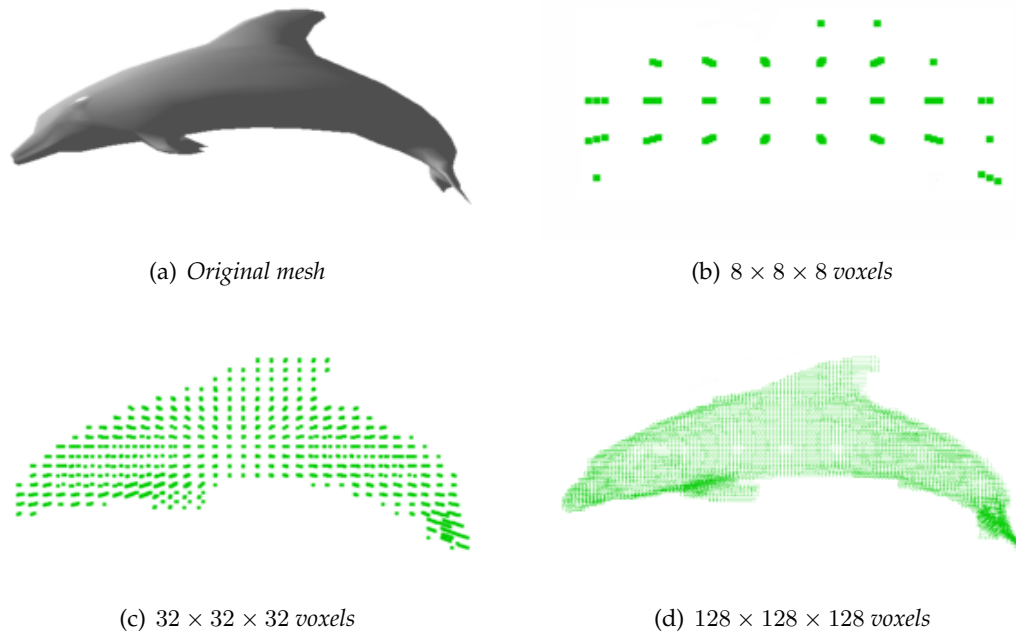 (a) Original mesh
(b) 8 × 8 × 8 voxels
(c) 32 × 32 × 32 voxels
(d) 128 × 128 × 128 voxels